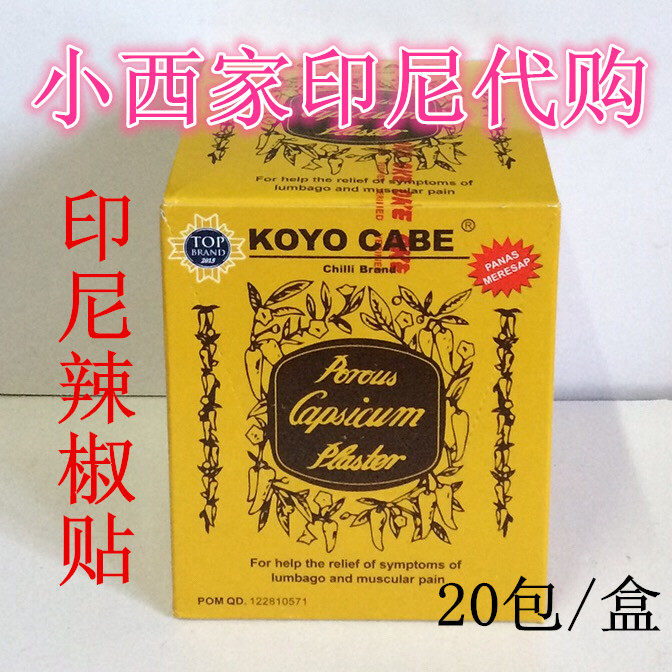 小西家印尼代购
Plaster
For help the relief of symptoms of
lumbago and muscular pain
印尼辣椒贴
TOP
BRAND
2015
KOYO CABE®
Chilli Brand
PANAS
MERESAP
Porous
Capsicum
Plaster
For help the relief of symptoms of
lumbago and muscular pain
POM QD. 122810571
20包/盒